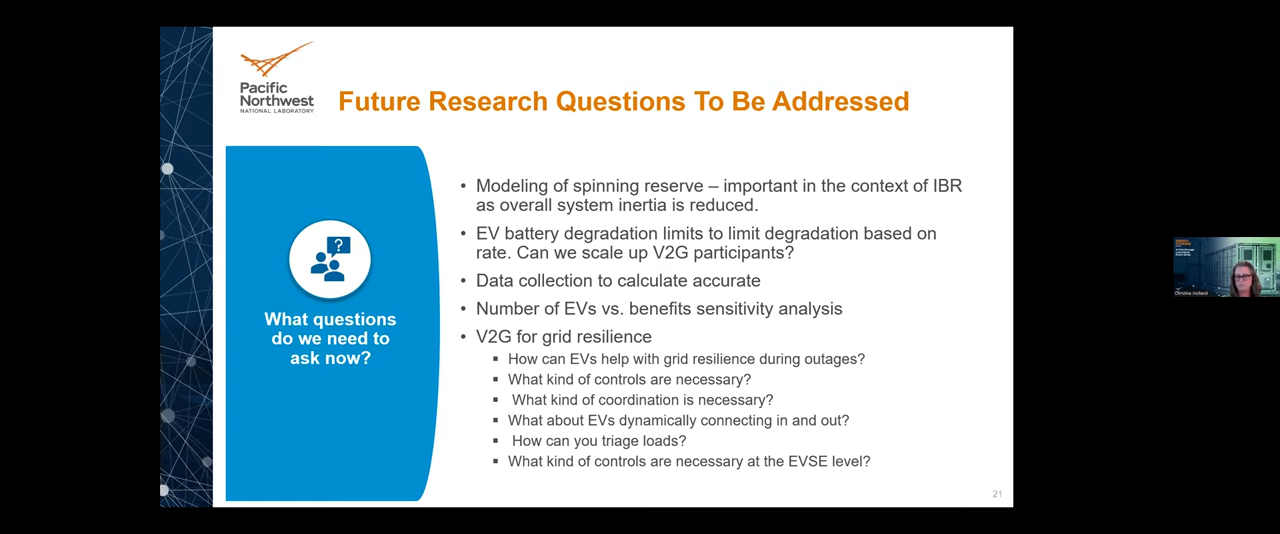 Pacific
Northwest
NATIONAL LABORATORY
Future Research Questions To Be Addressed
What questions
do we need to
ask now?
• Modeling of spinning reserve – important in the context of IBR
as overall system inertia is reduced.
• EV battery degradation limits to limit degradation based on
rate. Can we scale up V2G participants?
• Data collection to calculate accurate
• Number of EVs vs. benefits sensitivity analysis
• V2G for grid resilience
▪ How can EVs help with grid resilience during outages?
▪ What kind of controls are necessary?
▪ What kind of coordination is necessary?
▪ What about EVs dynamically connecting in and out?
▪ How can you triage loads?
▪ What kind of controls are necessary at the EVSE level?
21
Christine Holland